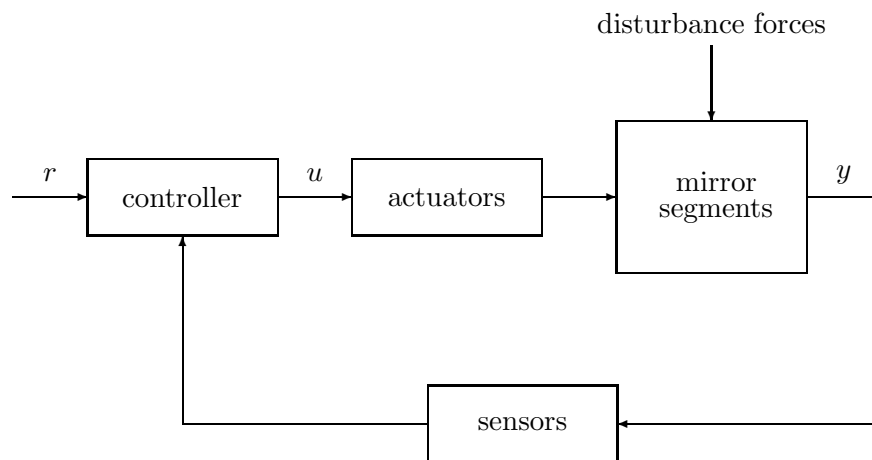 disturbance forces
r
controller
u
actuators
mirror
segments
y
sensors